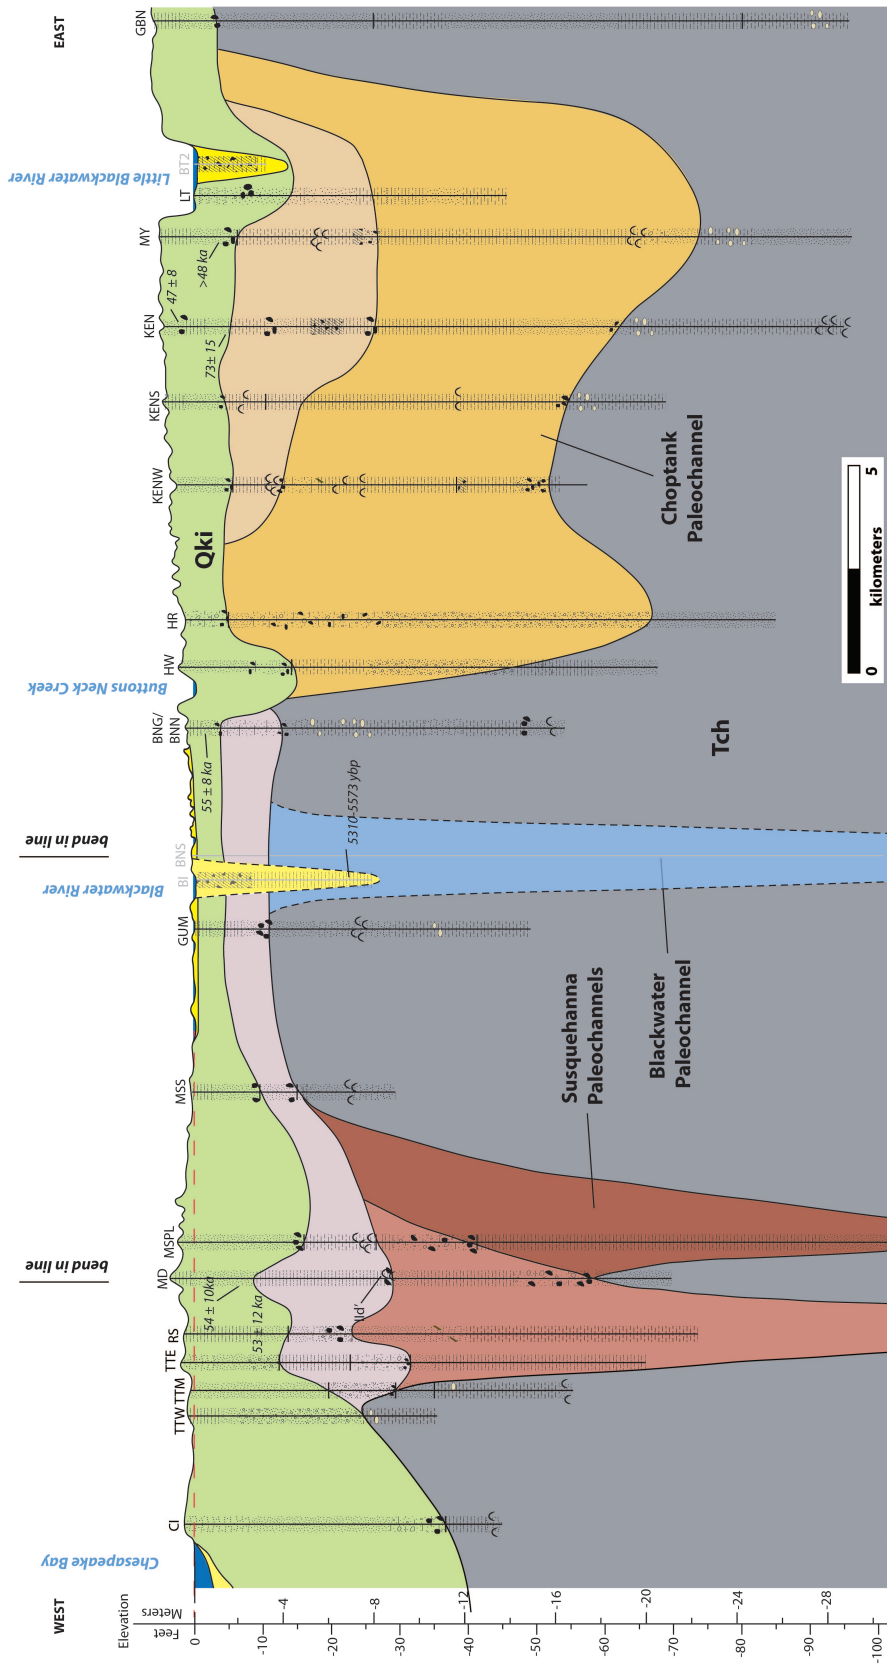 WEST
EAST
Chesapeake Bay
bend in line
Blackwater River
bend in line
Buttons Neck Creek
Little Blackwater River
CI
TTW
TTM
TTE
RS
MD
MSPL
MSS
GUM
BI
BNS
BNG/
BNN
HW
HR
KENW
KENS
KEN
MY
LT
BT2
GBN
Elevation
Feet
Meters
0
-10
-20
-30
-40
-50
-60
-70
-80
-90
-100
-4
-8
-12
-16
-20
-24
-28
53 ± 12 ka
54 ± 10ka
IId'
5310-5573 ybp
55 ± 8 ka
73± 15
47 ± 8
>48 ka
Qki
Tch
Susquehanna
Paleochannels
Blackwater
Paleochannel
Choptank
Paleochannel
0
5
kilometers